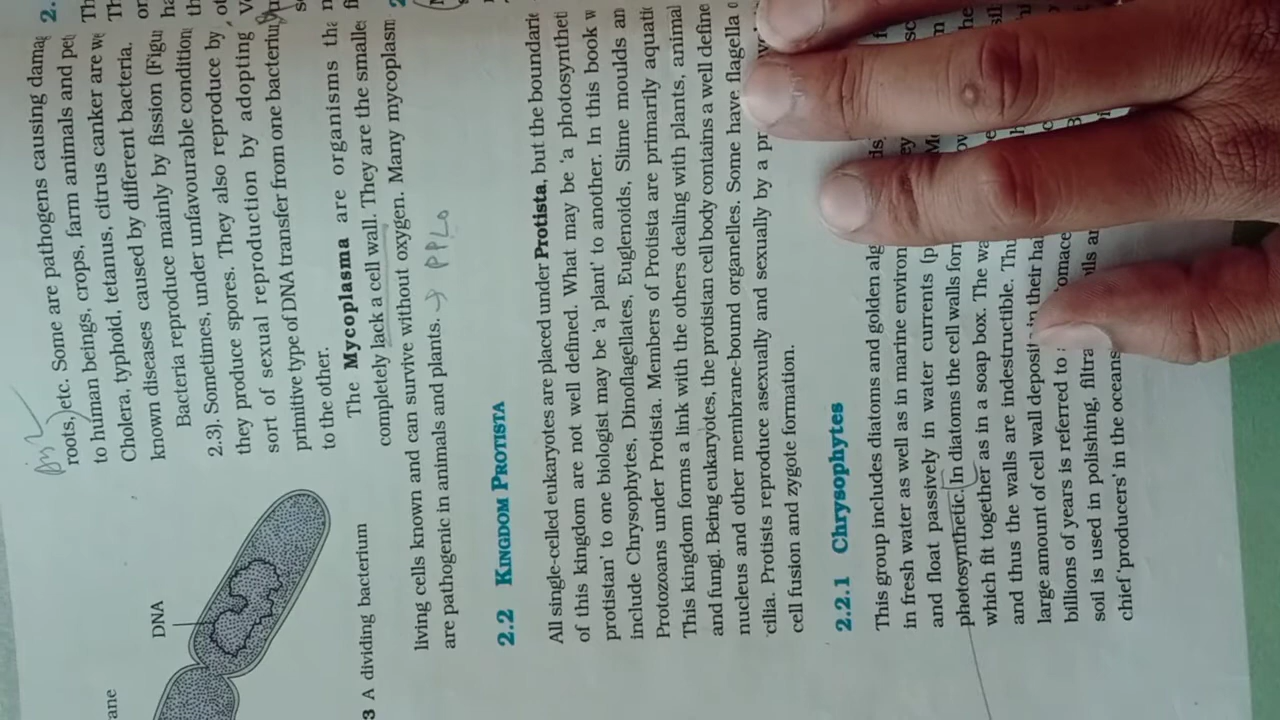 roots, etc. Some are pathogens causing damag
to human beings, crops, farm animals and pet
Cholera, typhoid, tetanus, citrus canker are we
known diseases caused by different bacteria.
Bacteria reproduce mainly by fission (Figu
2.3). Sometimes, under unfavourable condition
they produce spores. They also reproduce by
sort of sexual reproduction by adopting
primitive type of DNA transfer from one bacteriu
to the other.
The Mycoplasma are organisms tha
completely lack a cell wall. They are the smalle
living cells known and can survive without oxygen. Many mycoplasm
are pathogenic in animals and plants. → PPLO
DNA
ane
3 A dividing bacterium
2.2 KINGDOM PROTISTA
All single-celled eukaryotes are placed under Protista, but the boundarie
of this kingdom are not well defined. What may be ‘a photosyntheti
protistan’ to one biologist may be ‘a plant’ to another. In this book w
include Chrysophytes, Dinoflagellates, Euglenoids, Slime moulds an
Protozoans under Protista. Members of Protista are primarily aquatic
This kingdom forms a link with the others dealing with plants, animal
and fungi. Being eukaryotes, the protistan cell body contains a well define
nucleus and other membrane-bound organelles. Some have flagella o
cilia. Protists reproduce asexually and sexually by a pr
cell fusion and zygote formation.
2.2.1 Chrysophytes
This group includes diatoms and golden alg
in fresh water as well as in marine environ
and float passively in water currents (p
photosynthetic. In diatoms the cell walls for
which fit together as in a soap box. The wa
and thus the walls are indestructible. Thu
large amount of cell wall deposit in their ha
billions of years is referred to
soil is used in polishing, filtra
chief ‘producers’ in the oceans
2.